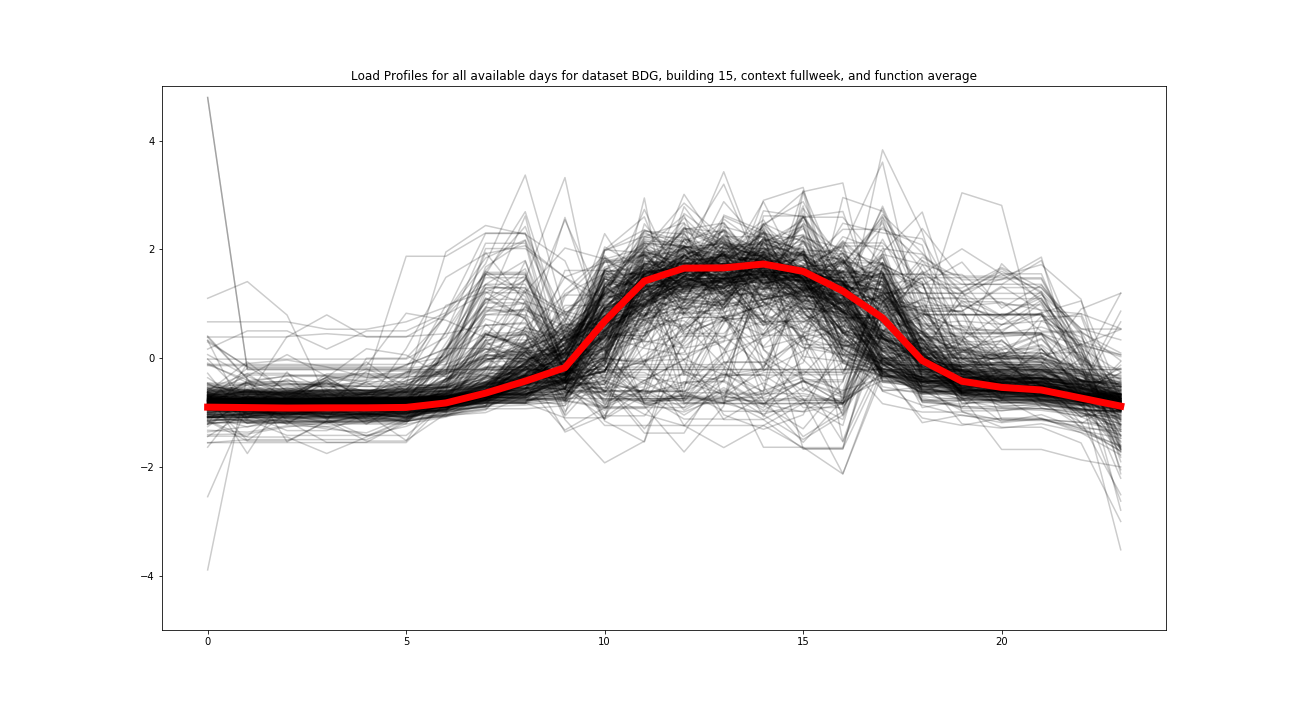 Load Profiles for all available days for dataset BDG, building 15, context fullweek, and function average
4
2
0
−2
−4
0 5 10 15 20